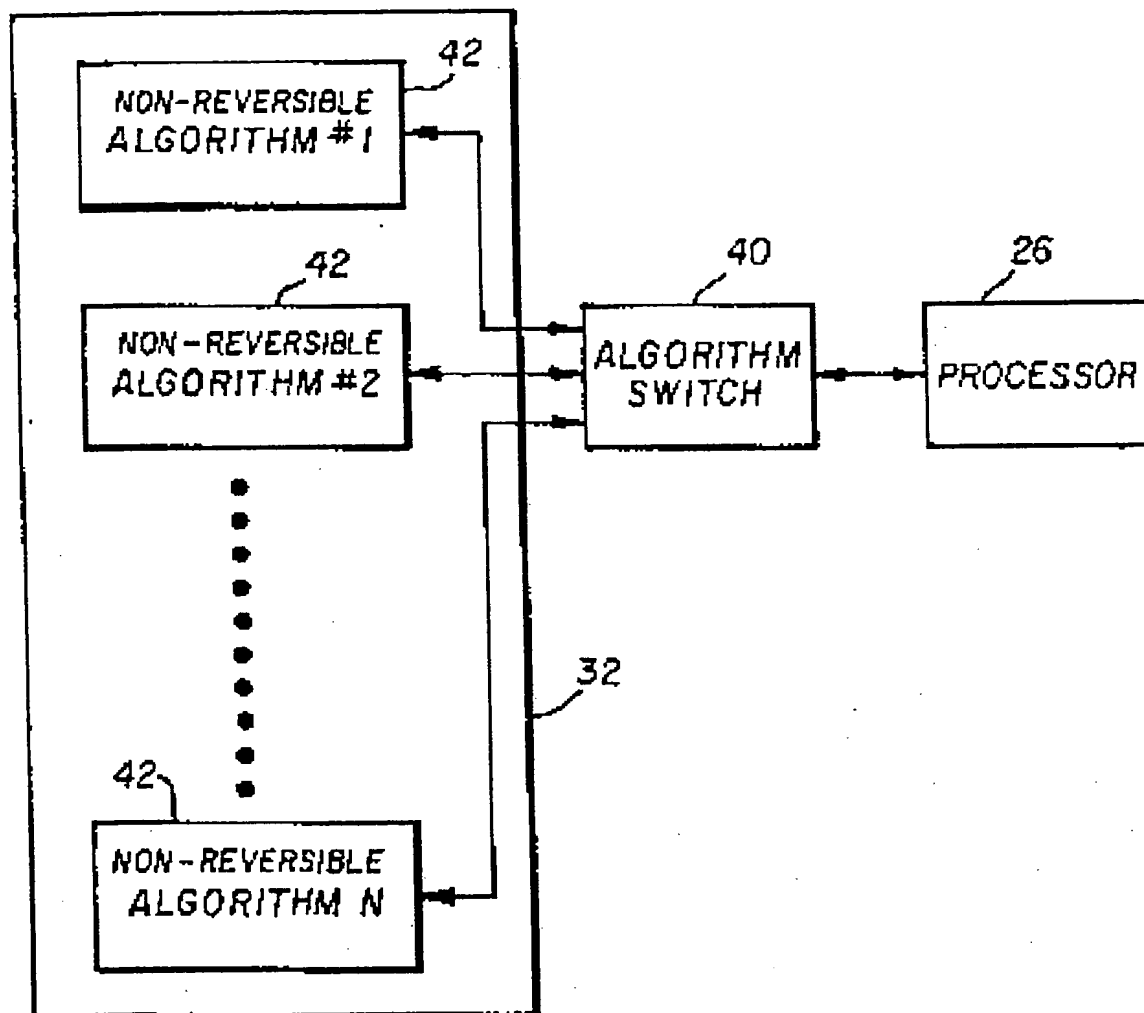 42
NON-REVERSIBLE
ALGORITHM #1
42
NON-REVERSIBLE
ALGORITHM #2
40
ALGORITHM
SWITCH
26
PROCESSOR
32
42
NON-REVERSIBLE
ALGORITHM N